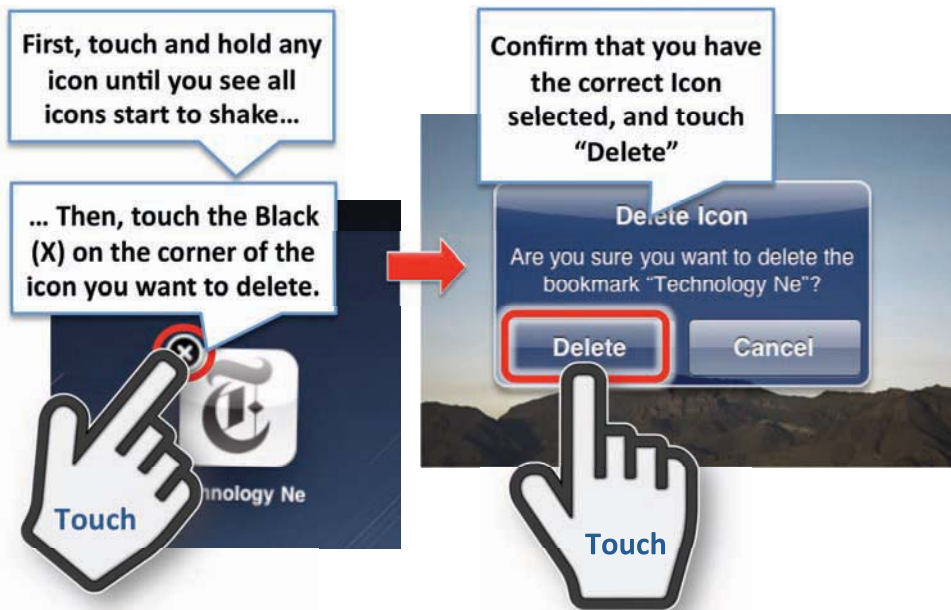 First, touch and hold any
icon until you see all
icons start to shake...
... Then, touch the Black
(X) on the corner of the
icon you want to delete.
T
nnology Ne
Touch
Confirm that you have
the correct Icon
selected, and touch
“Delete”
Delete Icon
Are you sure you want to delete the
bookmark “Technology Ne”?
Delete
Cancel
Touch